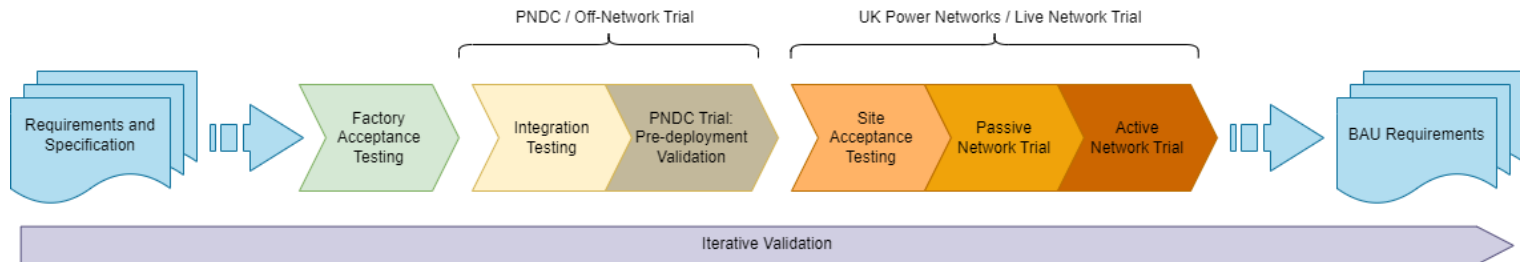 PNDC / Off-Network Trial
UK Power Networks / Live Network Trial
Requirements and
Specification
Factory
Acceptance
Testing
Integration
Testing
PNDC Trial:
Pre-deployment
Validation
Site
Acceptance
Testing
Passive
Network Trial
Active
Network Trial
BAU Requirements
Iterative Validation